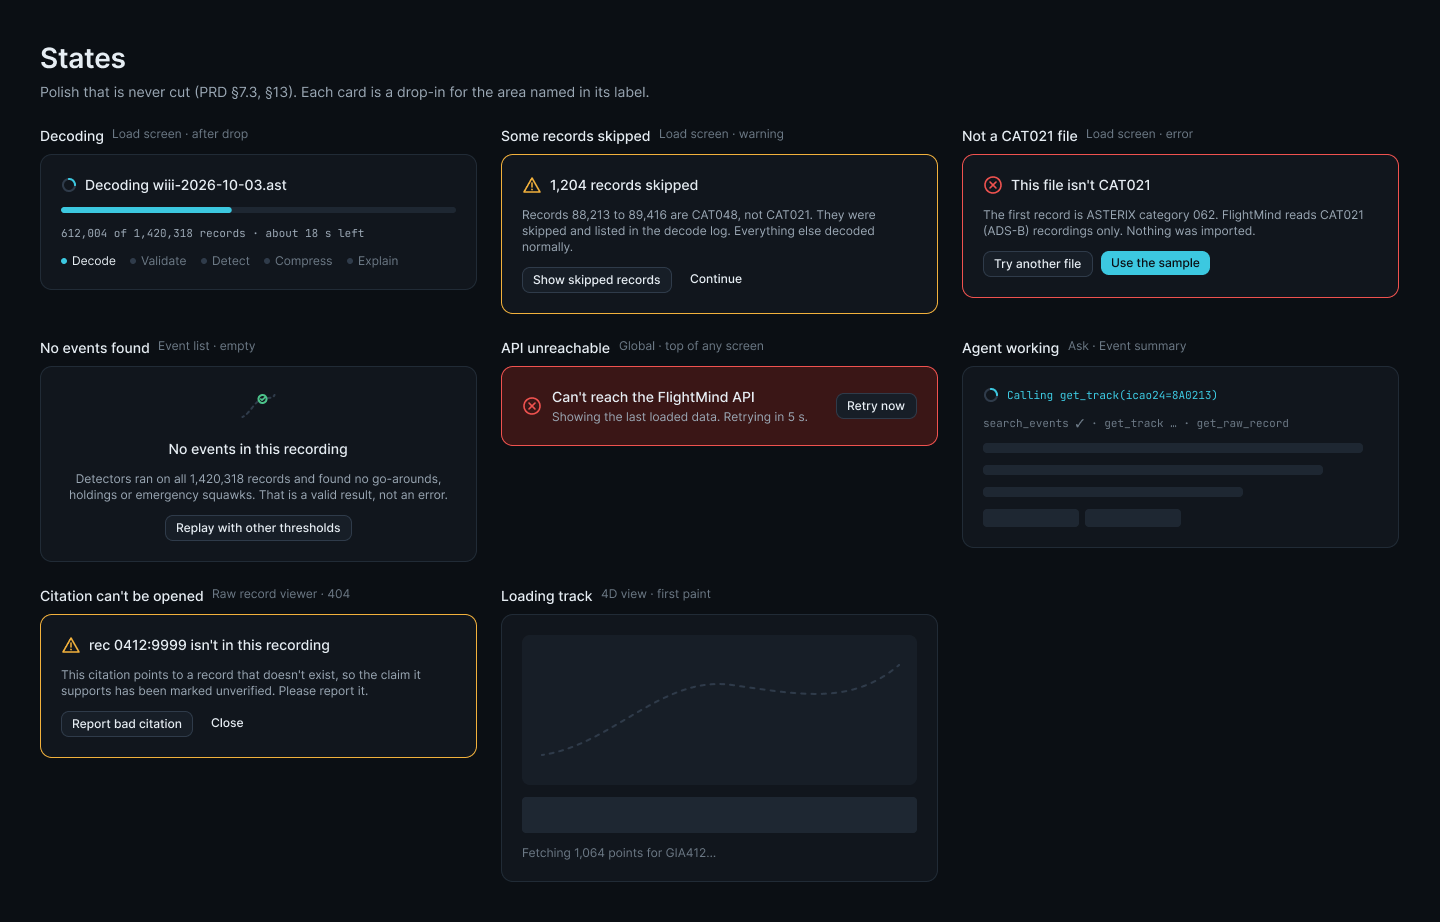 States
Polish that is never cut (PRD §7.3, §13). Each card is a drop-in for the area named in its label.
Decoding Load screen · after drop
Decoding wiii-2026-10-03.ast
612,004 of 1,420,318 records · about 18 s left
Decode Validate Detect Compress Explain
Some records skipped Load screen · warning
1,204 records skipped
Records 88,213 to 89,416 are CAT048, not CAT021. They were
skipped and listed in the decode log. Everything else decoded
normally.
Show skipped records Continue
Not a CAT021 file Load screen · error
This file isn't CAT021
The first record is ASTERIX category 062. FlightMind reads CAT021
(ADS-B) recordings only. Nothing was imported.
Try another file Use the sample
No events found Event list · empty
No events in this recording
Detectors ran on all 1,420,318 records and found no go-arounds,
holdings or emergency squawks. That is a valid result, not an error.
Replay with other thresholds
API unreachable Global · top of any screen
Can't reach the FlightMind API
Showing the last loaded data. Retrying in 5 s.
Retry now
Agent working Ask · Event summary
Calling get_track(icao24=8A0213)
search_events ✓ · get_track … · get_raw_record
Citation can't be opened Raw record viewer · 404
rec 0412:9999 isn't in this recording
This citation points to a record that doesn't exist, so the claim it
supports has been marked unverified. Please report it.
Report bad citation Close
Loading track 4D view · first paint
Fetching 1,064 points for GIA412…